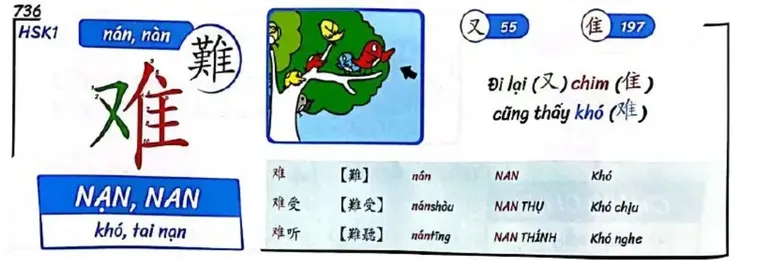 736
HSK1
nán, nàn
難
难
NẠN, NAN
khó, tai nạn
又 55
隹 197
Đi lại (又) chim (隹)
cũng thấy khó (难)
难 【難】 nán NAN Khó
难受 【難受】 nánshòu NAN THỤ Khó chịu
难听 【難聽】 nántīng NAN THÍNH Khó nghe